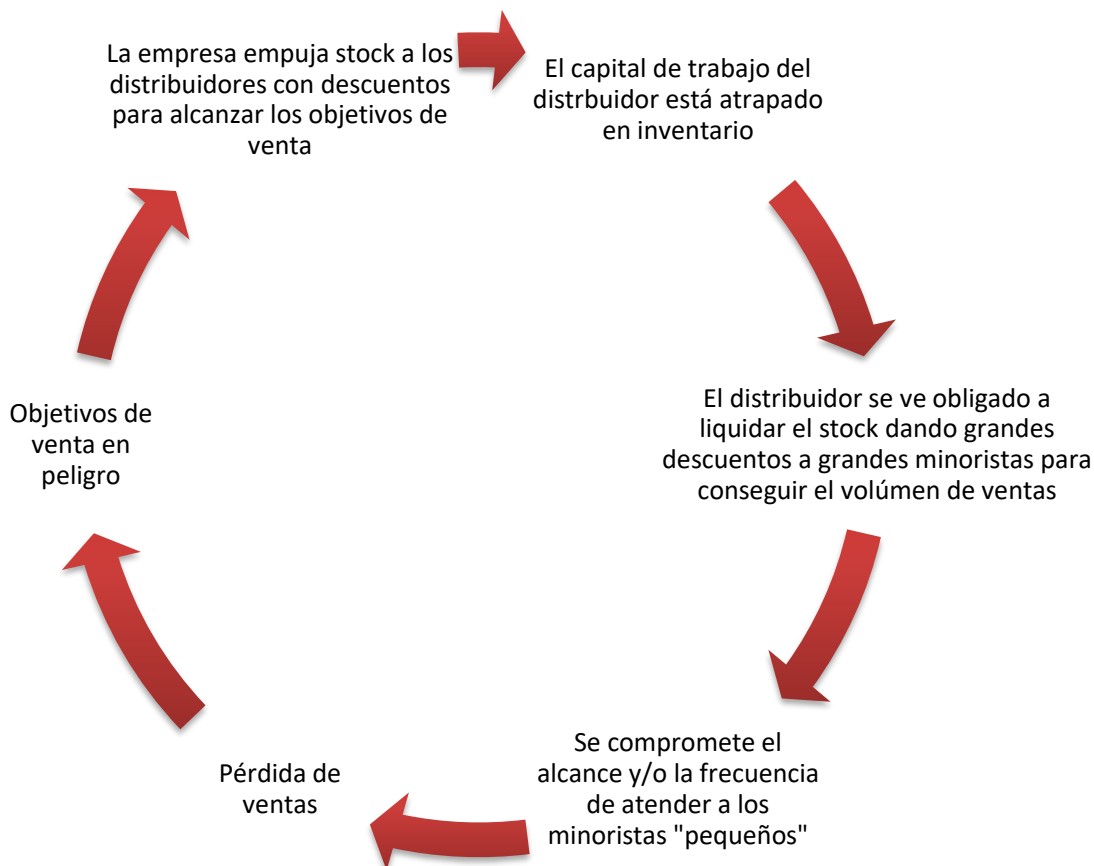 La empresa empuja stock a los
distribuidores con descuentos
para alcanzar los objetivos de
venta
El capital de trabajo del
distrbuidor está atrapado
en inventario
El distribuidor se ve obligado a
liquidar el stock dando grandes
descuentos a grandes minoristas para
conseguir el volúmen de ventas
Se compromete el
alcance y/o la frecuencia
de atender a los
minoristas "pequeños"
Pérdida de
ventas
Objetivos de
venta en
peligro